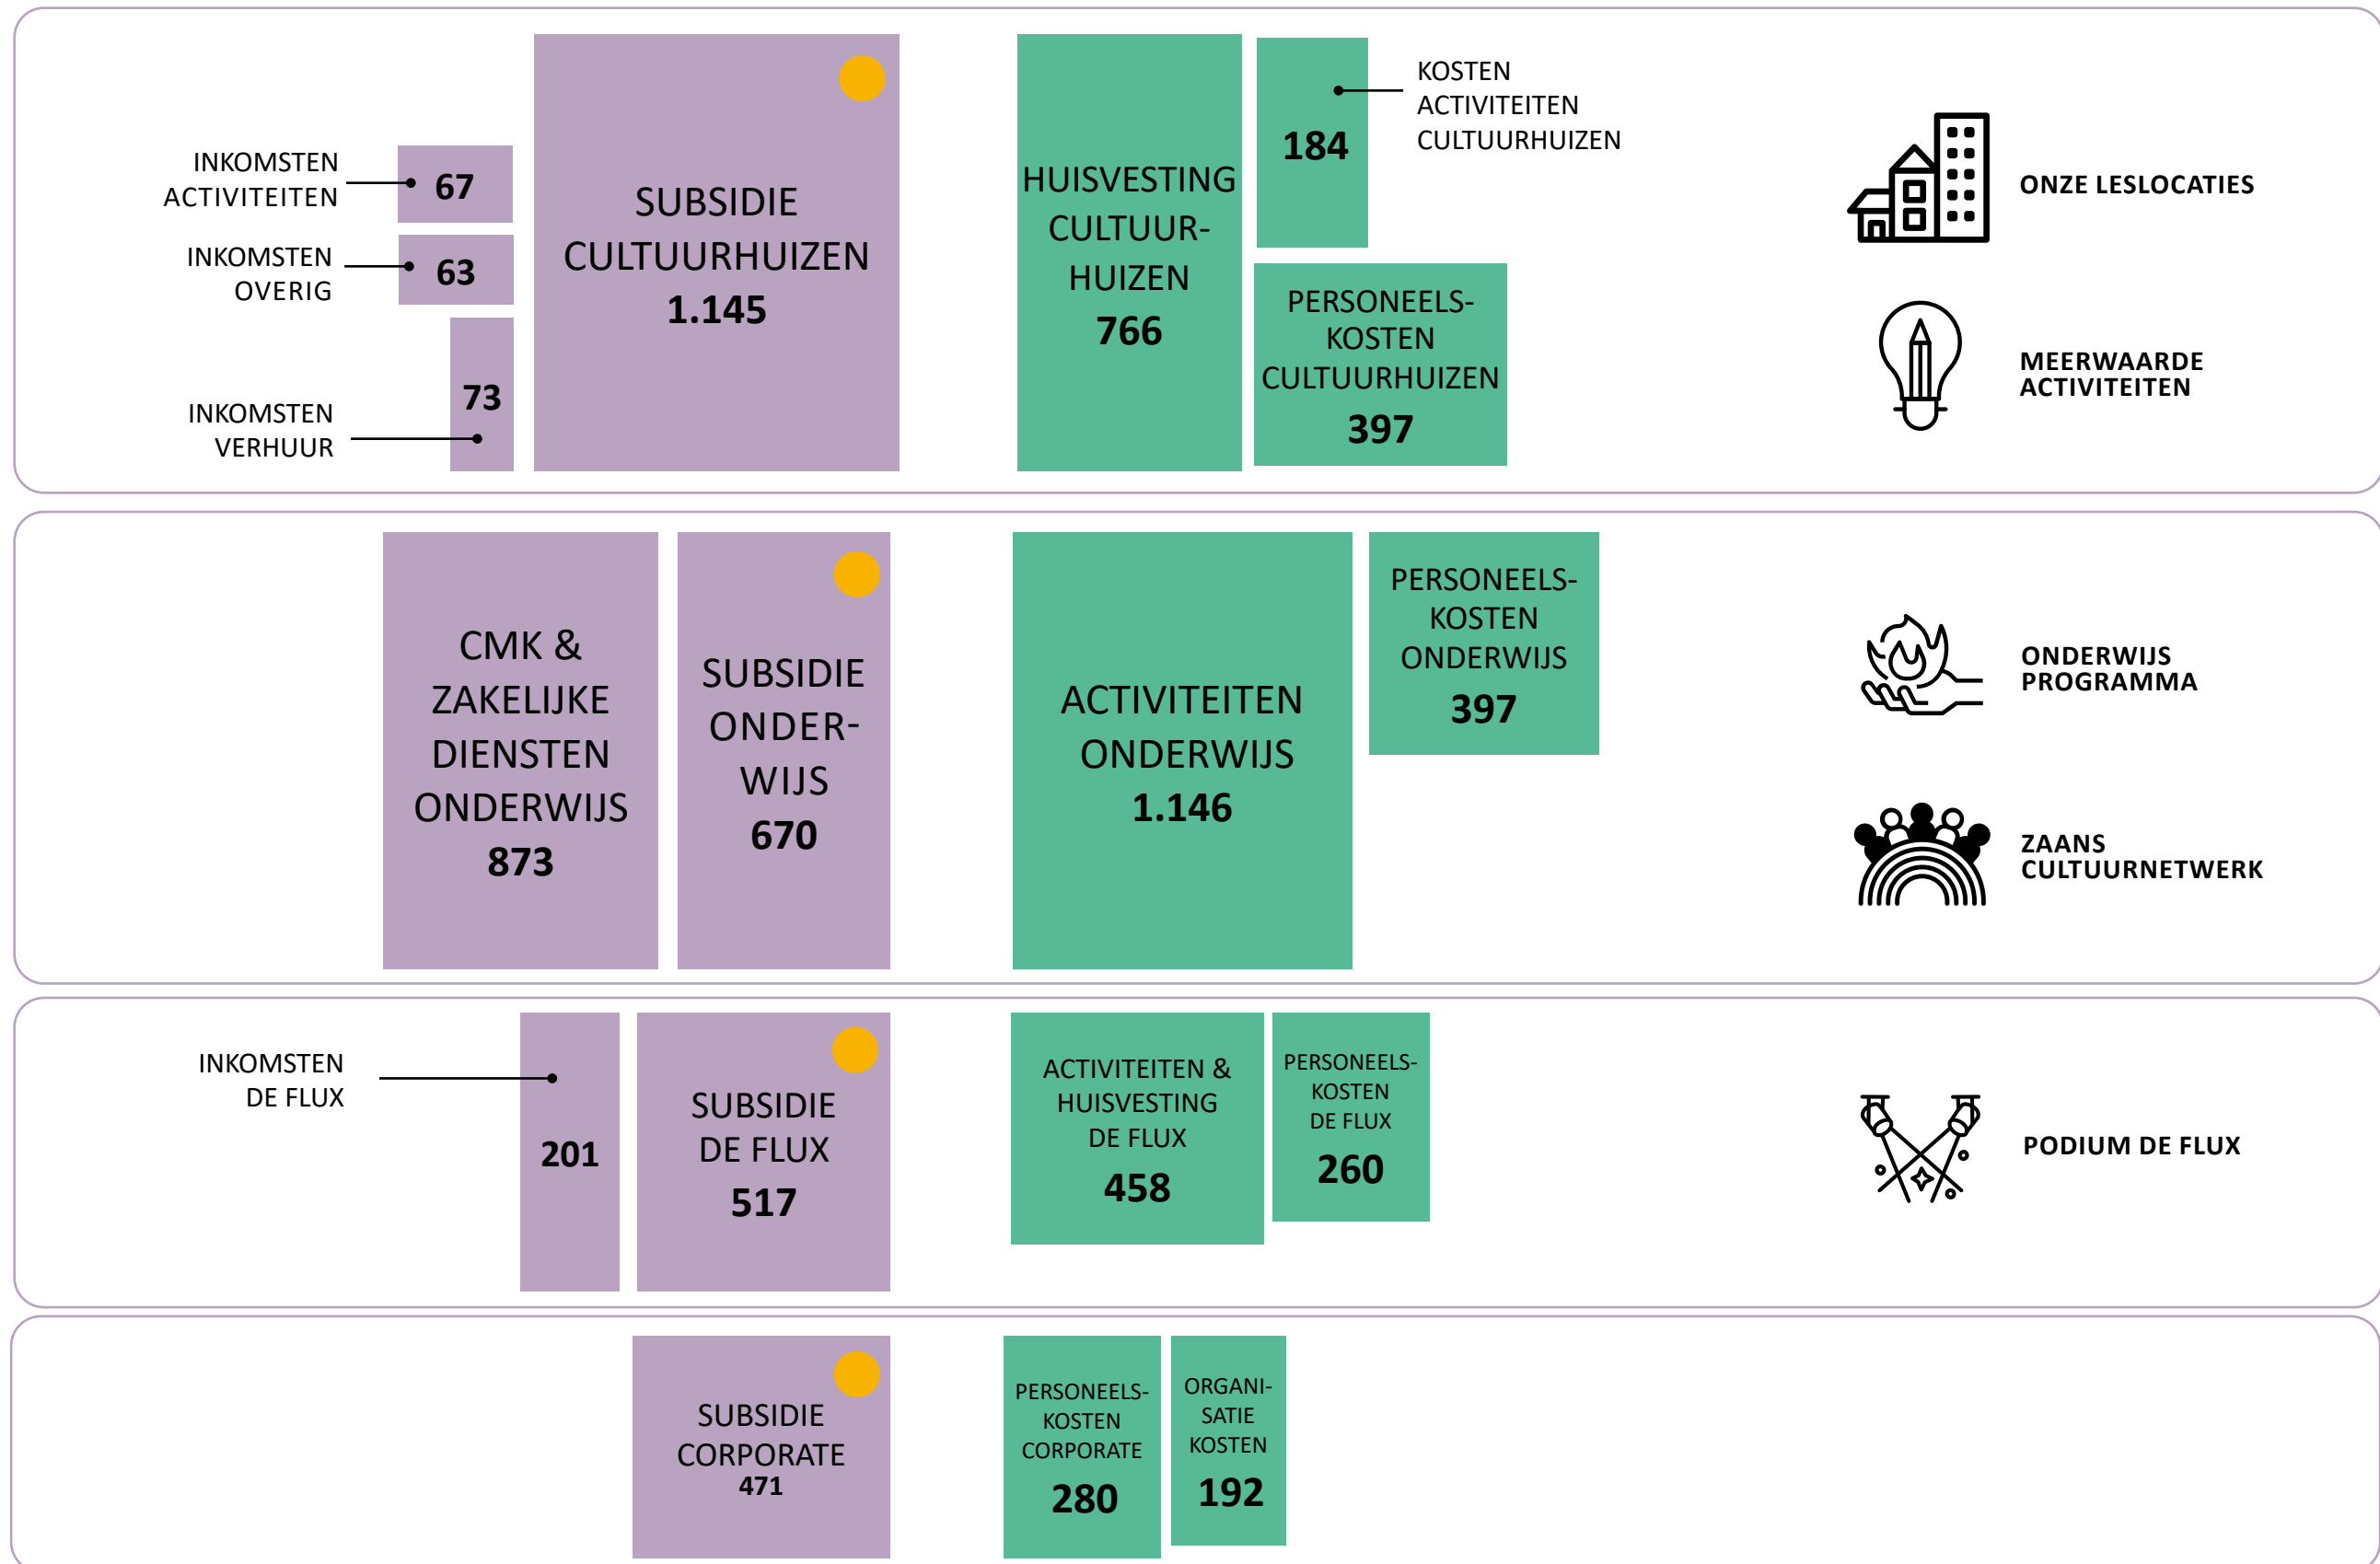 INKOMSTEN
ACTIVITEITEN
67
INKOMSTEN
OVERIG
63
INKOMSTEN
VERHUUR
73
SUBSIDIE
CULTUURHUIZEN
1.145
HUISVESTING
CULTUUR-
HUIZEN
766
184
KOSTEN
ACTIVITEITEN
CULTUURHUIZEN
PERSONEELS-
KOSTEN
CULTUURHUIZEN
397
ONZE LESLOCATIES
MEERWAARDE
ACTIVITEITEN
CMK &
ZAKELIJKE
DIENSTEN
ONDERWIJS
873
SUBSIDIE
ONDER-
WIJS
670
ACTIVITEITEN
ONDERWIJS
1.146
PERSONEELS-
KOSTEN
ONDERWIJS
397
ONDERWIJS
PROGRAMMA
ZAANS
CULTUURNETWERK
INKOMSTEN
DE FLUX
201
SUBSIDIE
DE FLUX
517
ACTIVITEITEN &
HUISVESTING
DE FLUX
458
PERSONEELS-
KOSTEN
DE FLUX
260
PODIUM DE FLUX
SUBSIDIE
CORPORATE
471
PERSONEELS-
KOSTEN
CORPORATE
280
ORGANI-
SATIE
KOSTEN
192